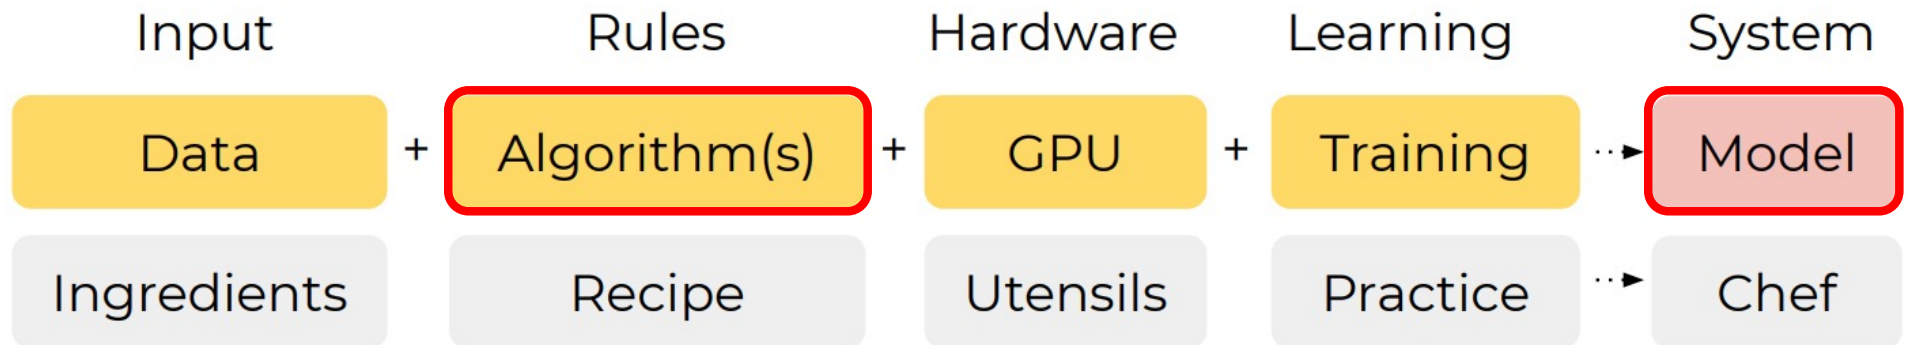 Input Rules Hardware Learning System
Data + Algorithm(s) + GPU + Training Model
Ingredients Recipe Utensils Practice Chef